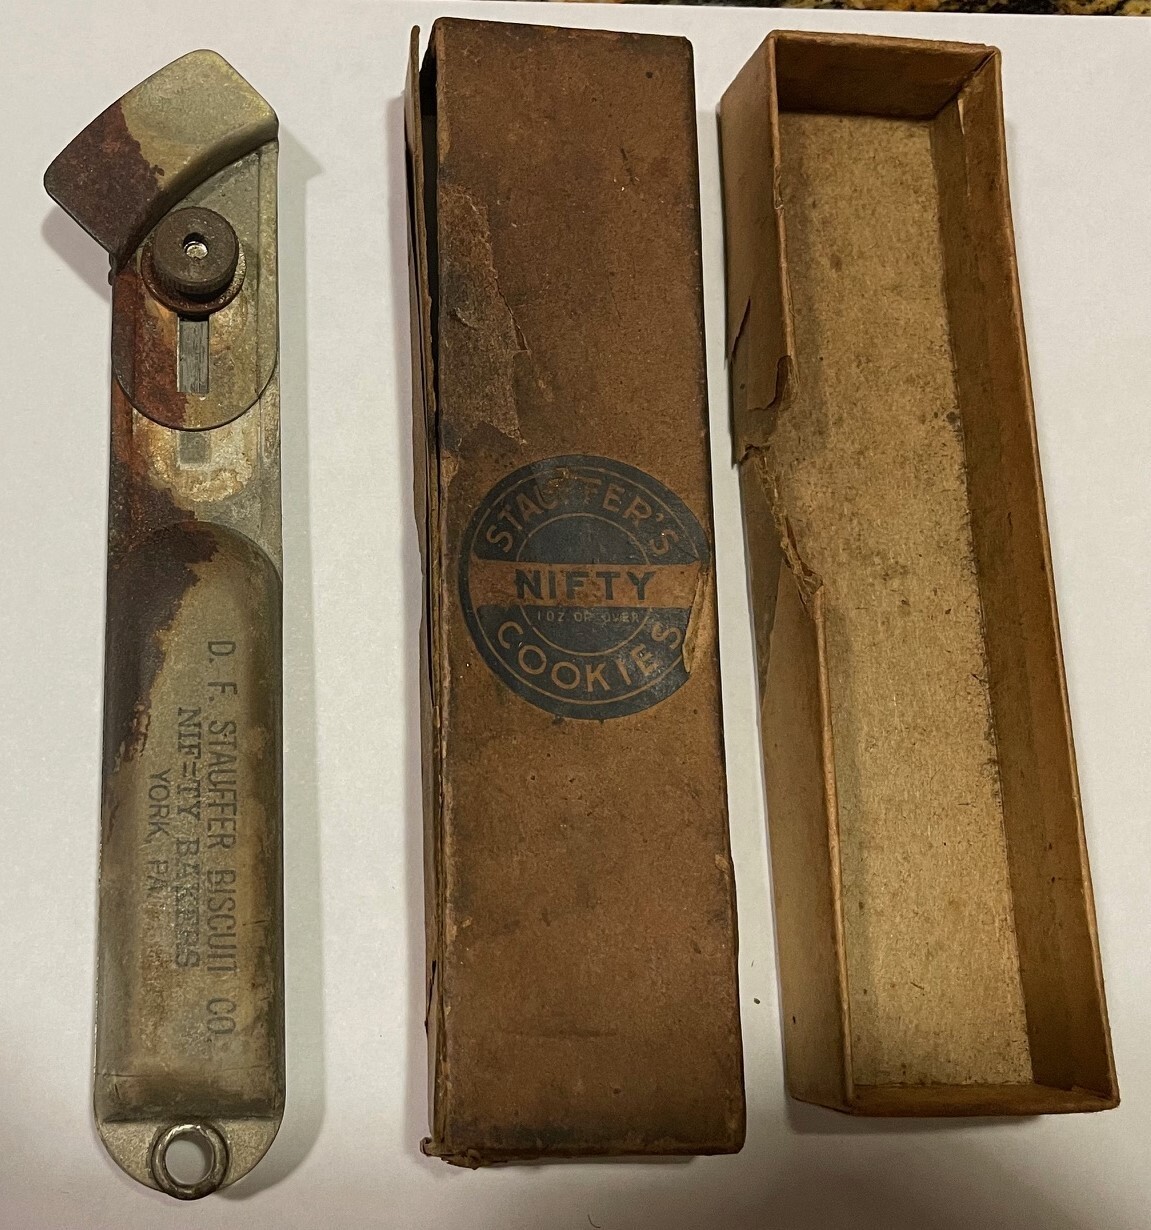 D. F. STAUFFER BISCUIT CO.
NIF=TY BAKERS
YORK, PA.
STAUFFER'S
NIFTY
1 OZ. OR OVER
COOKIES